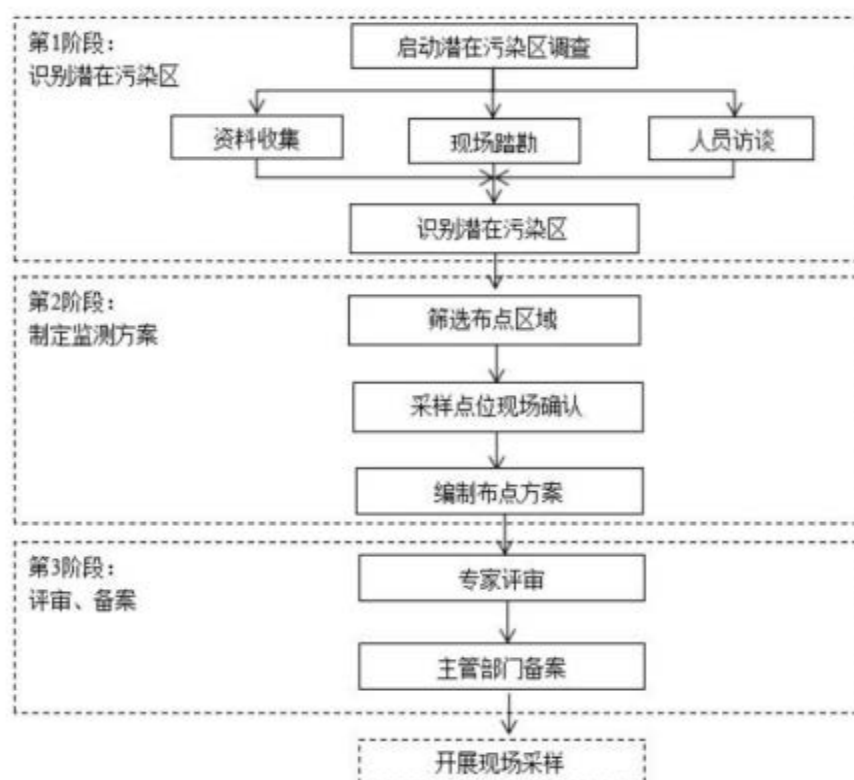 第1阶段：
识别潜在污染区
启动潜在污染区调查
资料收集
现场踏勘
人员访谈
识别潜在污染区
第2阶段：
制定监测方案
筛选布点区域
采样点位现场确认
编制布点方案
第3阶段：
评审、备案
专家评审
主管部门备案
开展现场采样